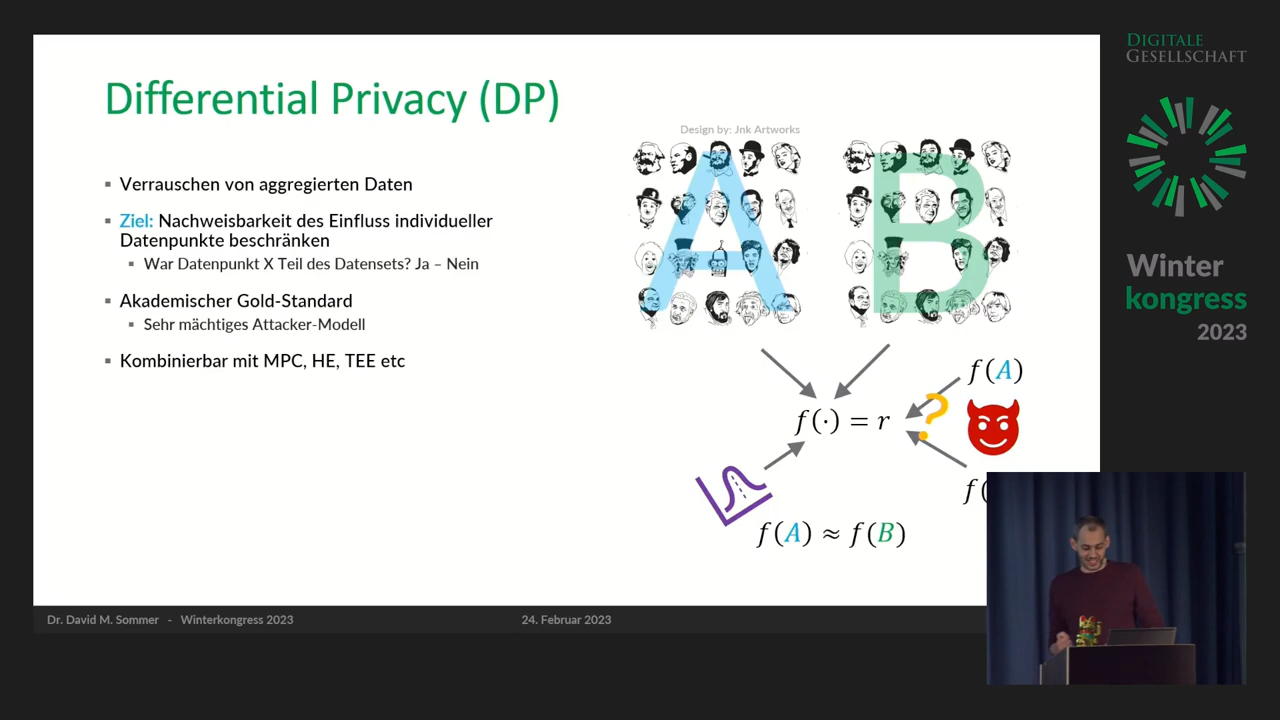 Differential Privacy (DP)
Design by: Jnk Artworks
Verrauschen von aggregierten Daten
Ziel: Nachweisbarkeit des Einfluss individueller
Datenpunkte beschränken
War Datenpunkt X Teil des Datensets? Ja – Nein
Akademischer Gold-Standard
Sehr mächtiges Attacker-Modell
Kombinierbar mit MPC, HE, TEE etc
A
B
f(A)
f(·) = r
?
f(
f(A) ≈ f(B)
Dr. David M. Sommer - Winterkongress 2023
24. Februar 2023
DIGITALE
GESELLSCHAFT
Winter
kongress
2023